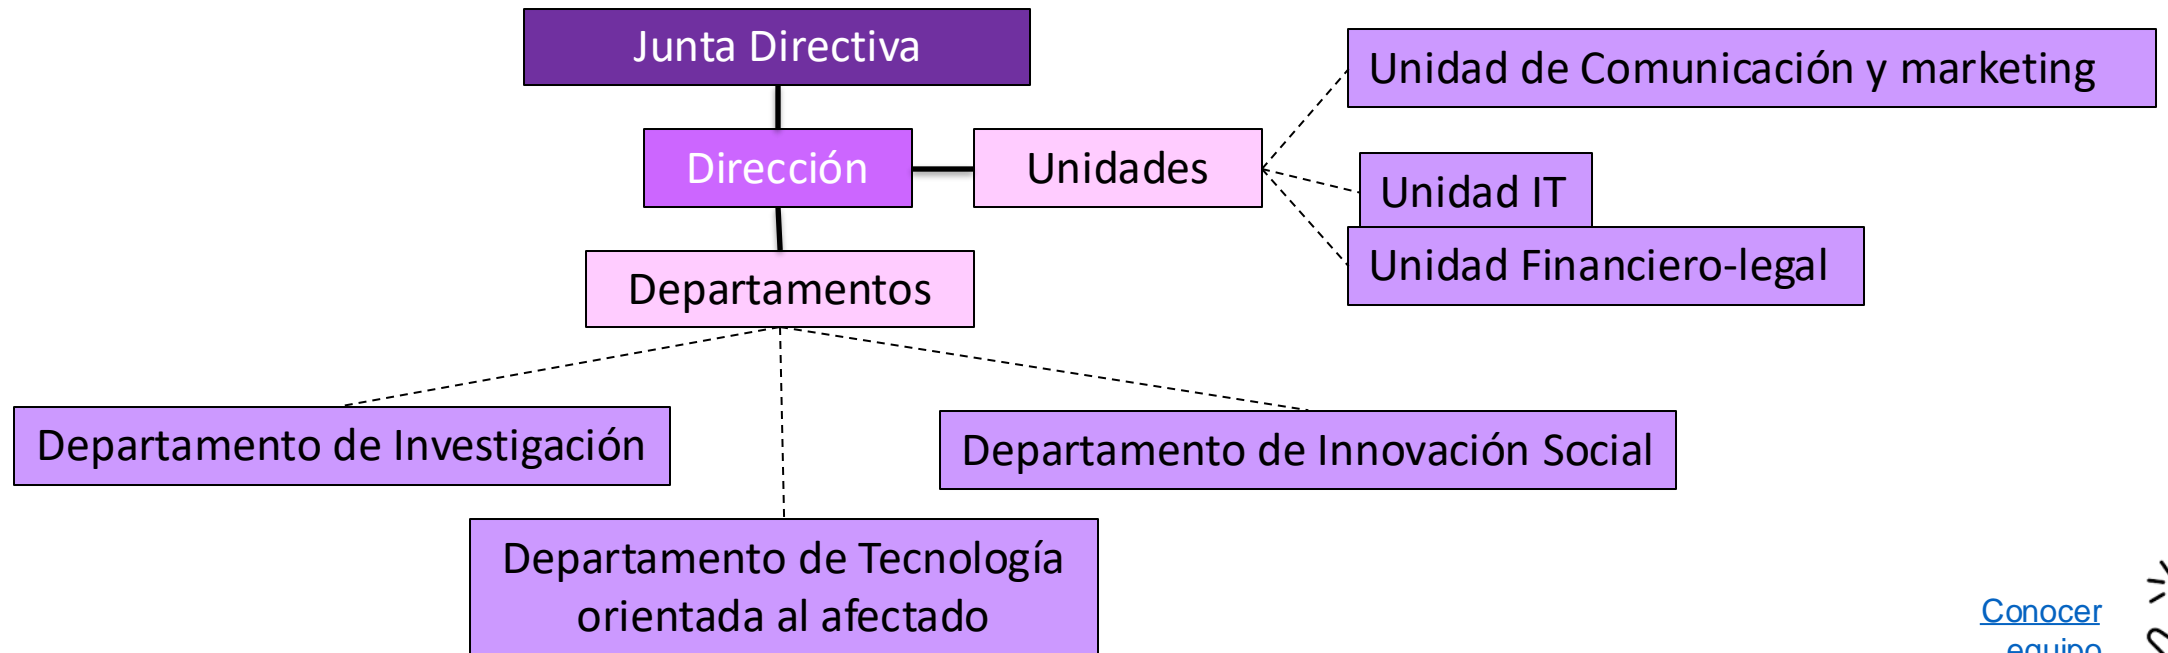 Junta Directiva
Unidad de Comunicación y marketing
Dirección
Unidades
Unidad IT
Unidad Financiero-legal
Departamentos
Departamento de Investigación
Departamento de Innovación Social
Departamento de Tecnología
orientada al afectado
Conocer
equipo